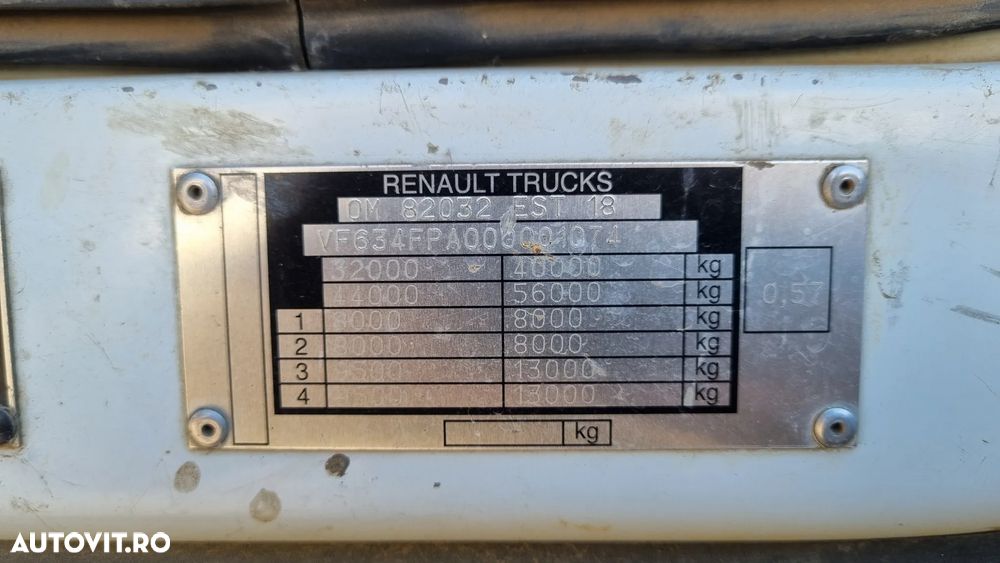 RENAULT TRUCKS
OM 82032 EST 18
VF634FPA000001074
32000 40000 kg
44000 56000 kg
0,57
1 8000 8000 kg
2 8000 8000 kg
3 13000 kg
4 13000 kg
kg
AUTOVIT.RO